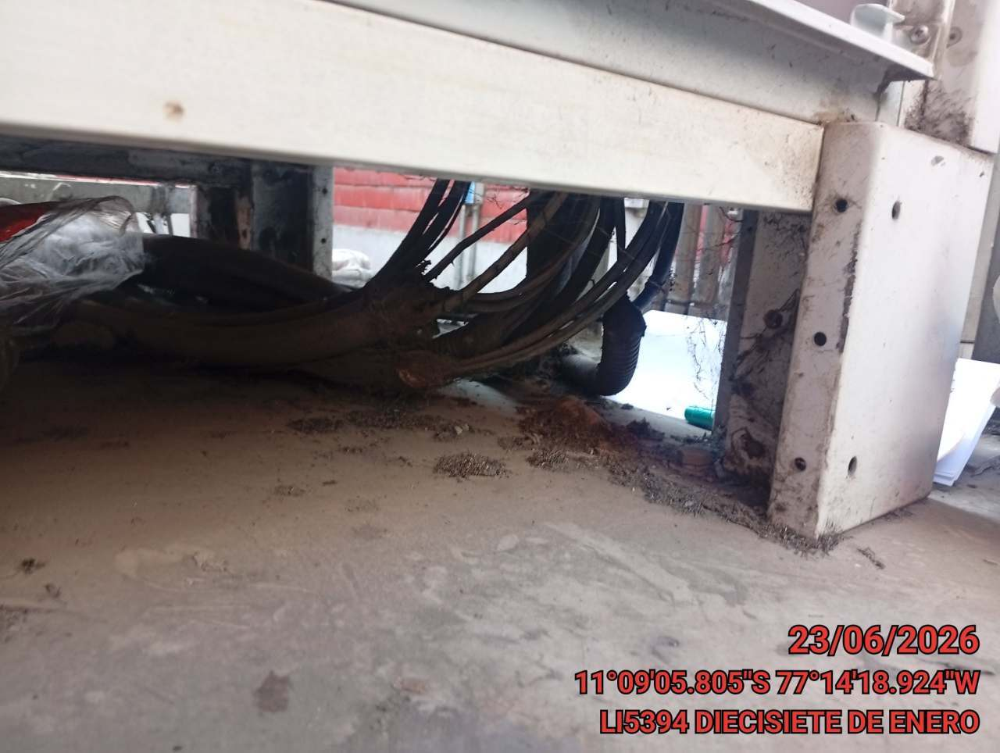 23/06/2026
11°09'05.805"S 77°14'18.924"W
LI5394 DIECISIETE DE ENERO